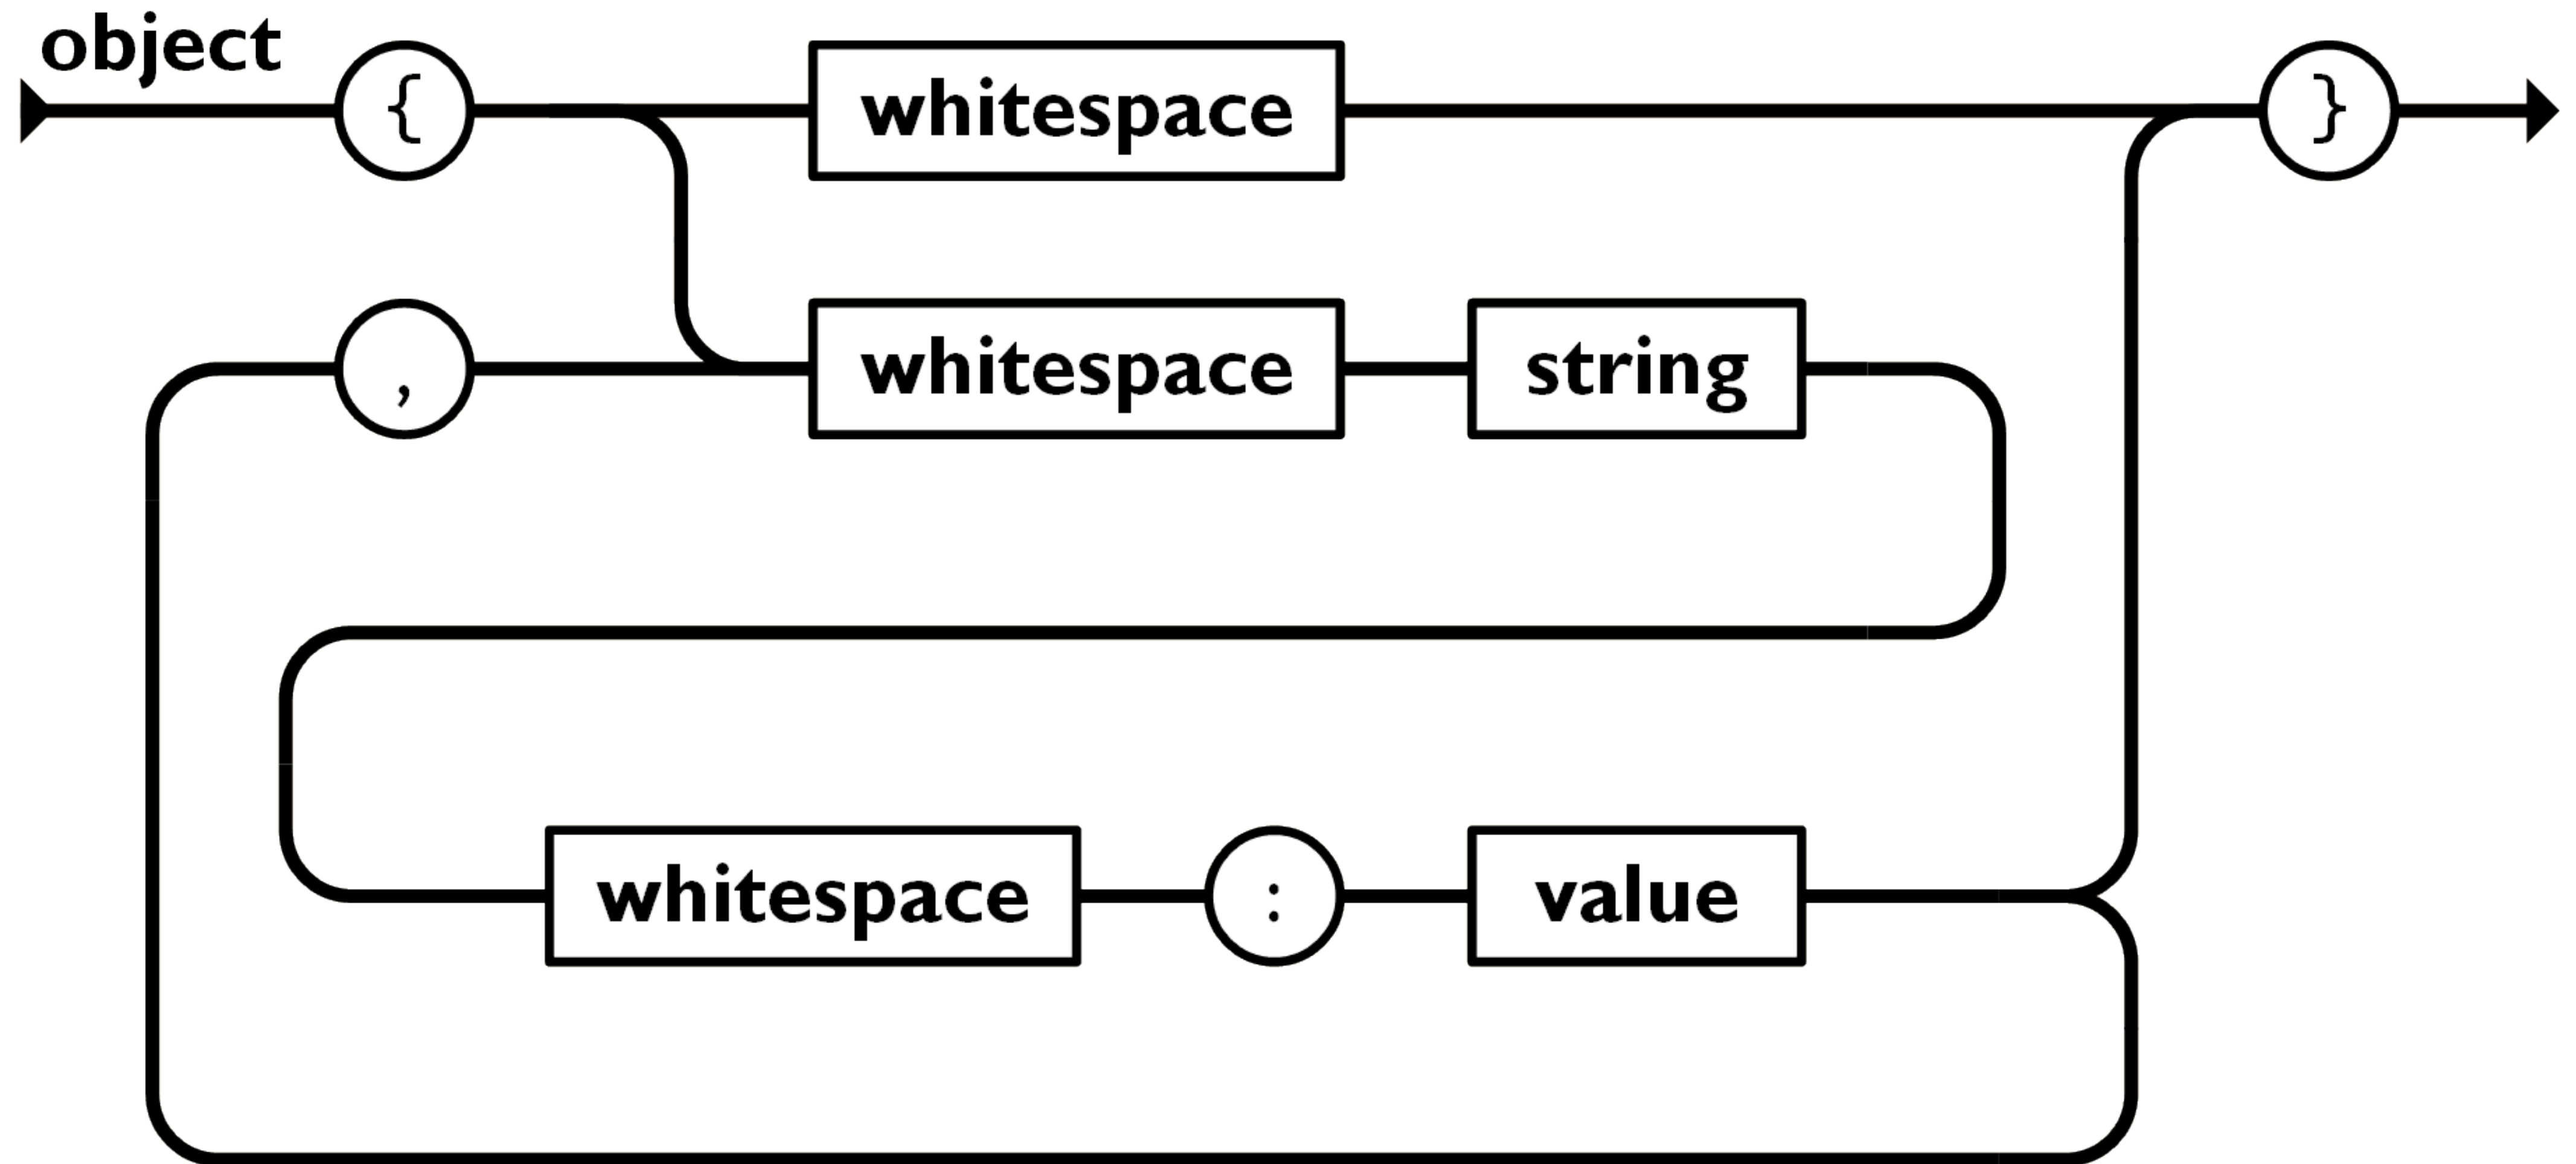 object
{ whitespace }
, whitespace string
whitespace : value